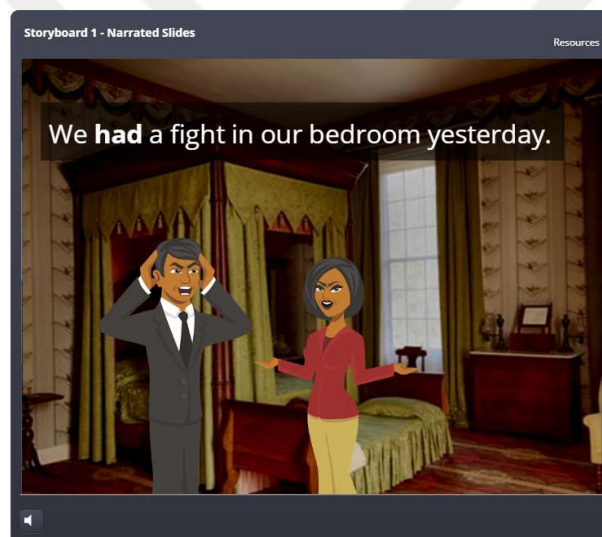 Storyboard 1 - Narrated Slides
Resources
We had a fight in our bedroom yesterday.